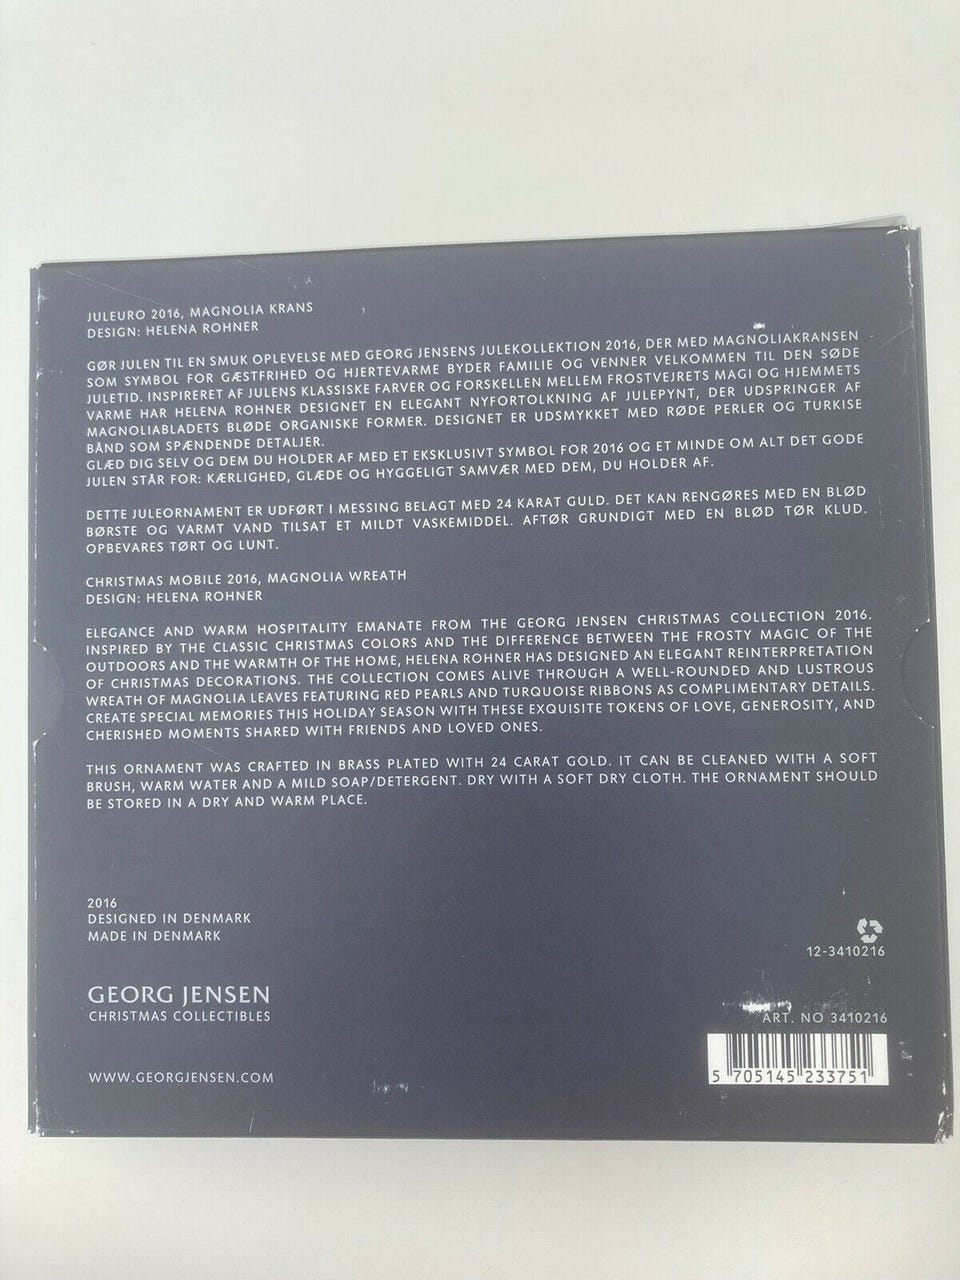 JULEURO 2016, MAGNOLIA KRANS
DESIGN: HELENA ROHNER
GØR JULEN TIL EN SMUK OPLEVELSE MED GEORG JENSENS JULEKOLLEKTION 2016, DER MED MAGNOLIAKRANSEN
SOM SYMBOL FOR GÆSTFRIHED OG HJERTEVARME BYDER FAMILIE OG VENNER VELKOMMEN TIL DEN SØDE
JULETID. INSPIRERET AF JULENS KLASSISKE FARVER OG FORSKELLEN MELLEM FROSTVEJRETS MAGI OG HJEMMETS
VARME HAR HELENA ROHNER DESIGNET EN ELEGANT NYFORTOLKNING AF JULEPYNT, DER UDSPRINGER AF
MAGNOLIABLADETS BLØDE ORGANISKE FORMER. DESIGNET ER UDSMYKKET MED RØDE PERLER OG TURKISE
BÅND SOM SPÆNDENDE DETALJER.
GLÆD DIG SELV OG DEM DU HOLDER AF MED ET EKSKLUSIVT SYMBOL FOR 2016 OG ET MINDE OM ALT DET GODE
JULEN STÅR FOR: KÆRLIGHED, GLÆDE OG HYGGELIGT SAMVÆR MED DEM, DU HOLDER AF.
DETTE JULEORNAMENT ER UDFØRT I MESSING BELAGT MED 24 KARAT GULD. DET KAN RENGØRES MED EN BLØD
BØRSTE OG VARMT VAND TILSAT ET MILDT VASKEMIDDEL. AFTØR GRUNDIGT MED EN BLØD TØR KLUD.
OPBEVARES TØRT OG LUNT.
CHRISTMAS MOBILE 2016, MAGNOLIA WREATH
DESIGN: HELENA ROHNER
ELEGANCE AND WARM HOSPITALITY EMANATE FROM THE GEORG JENSEN CHRISTMAS COLLECTION 2016.
INSPIRED BY THE CLASSIC CHRISTMAS COLORS AND THE DIFFERENCE BETWEEN THE FROSTY MAGIC OF THE
OUTDOORS AND THE WARMTH OF THE HOME, HELENA ROHNER HAS DESIGNED AN ELEGANT REINTERPRETATION
OF CHRISTMAS DECORATIONS. THE COLLECTION COMES ALIVE THROUGH A WELL-ROUNDED AND LUSTROUS
WREATH OF MAGNOLIA LEAVES FEATURING RED PEARLS AND TURQUOISE RIBBONS AS COMPLIMENTARY DETAILS.
CREATE SPECIAL MEMORIES THIS HOLIDAY SEASON WITH THESE EXQUISITE TOKENS OF LOVE, GENEROSITY, AND
CHERISHED MOMENTS SHARED WITH FRIENDS AND LOVED ONES.
THIS ORNAMENT WAS CRAFTED IN BRASS PLATED WITH 24 CARAT GOLD. IT CAN BE CLEANED WITH A SOFT
BRUSH, WARM WATER AND A MILD SOAP/DETERGENT. DRY WITH A SOFT DRY CLOTH. THE ORNAMENT SHOULD
BE STORED IN A DRY AND WARM PLACE.
2016
DESIGNED IN DENMARK
MADE IN DENMARK
12-3410216
GEORG JENSEN
CHRISTMAS COLLECTIBLES
ART. NO 3410216
WWW.GEORGJENSEN.COM
5 705145 233751